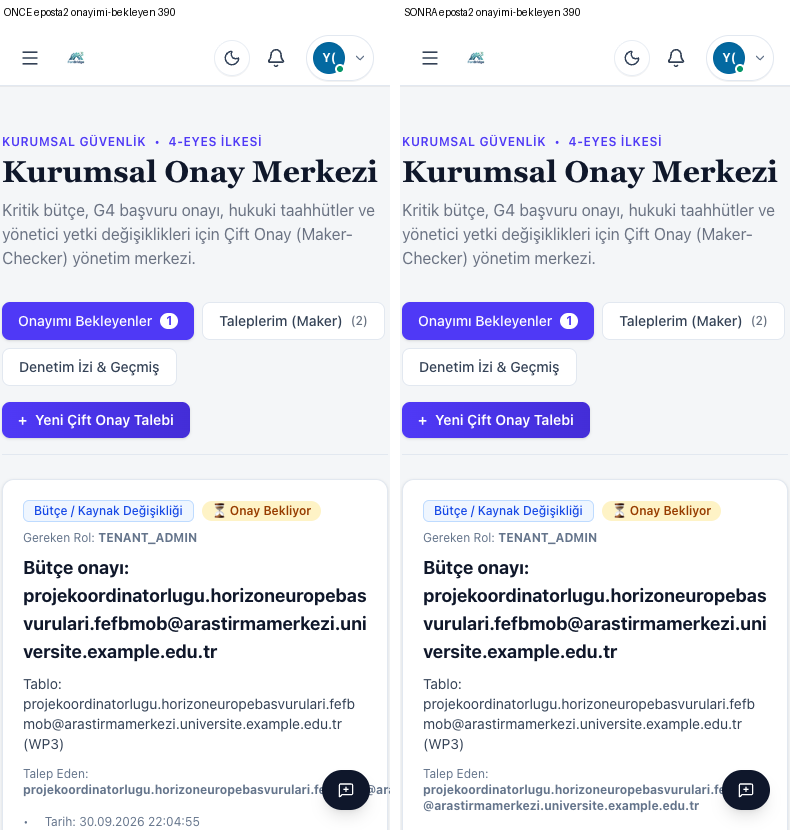 ONCE eposta2 onayimi-bekleyen 390
Y(
KURUMSAL GÜVENLİK • 4-EYES İLKESİ
Kurumsal Onay Merkezi
Kritik bütçe, G4 başvuru onayı, hukuki taahhütler ve
yönetici yetki değişiklikleri için Çift Onay (Maker-
Checker) yönetim merkezi.
Onayımı Bekleyenler 1
Taleplerim (Maker) (2)
Denetim İzi & Geçmiş
+ Yeni Çift Onay Talebi
Bütçe / Kaynak Değişikliği
⏳ Onay Bekliyor
Gereken Rol: TENANT_ADMIN
Bütçe onayı:
projekoordinatorlugu.horizoneuropebas
vurulari.fefbmob@arastirmamerkezi.uni
versite.example.edu.tr
Tablo:
projekoordinatorlugu.horizoneuropebasvurulari.fefb
mob@arastirmamerkezi.universite.example.edu.tr
(WP3)
Talep Eden:
projekoordinatorlugu.horizoneuropebasvurulari.fe
• Tarih: 30.09.2026 22:04:55
SONRA eposta2 onayimi-bekleyen 390
Y(
KURUMSAL GÜVENLİK • 4-EYES İLKESİ
Kurumsal Onay Merkezi
Kritik bütçe, G4 başvuru onayı, hukuki taahhütler ve
yönetici yetki değişiklikleri için Çift Onay (Maker-
Checker) yönetim merkezi.
Onayımı Bekleyenler 1
Taleplerim (Maker) (2)
Denetim İzi & Geçmiş
+ Yeni Çift Onay Talebi
Bütçe / Kaynak Değişikliği
⏳ Onay Bekliyor
Gereken Rol: TENANT_ADMIN
Bütçe onayı:
projekoordinatorlugu.horizoneuropebas
vurulari.fefbmob@arastirmamerkezi.uni
versite.example.edu.tr
Tablo:
projekoordinatorlugu.horizoneuropebasvurulari.fefb
mob@arastirmamerkezi.universite.example.edu.tr
(WP3)
Talep Eden:
projekoordinatorlugu.horizoneuropebasvurulari.fe
@arastirmamerkezi.universite.example.edu.tr